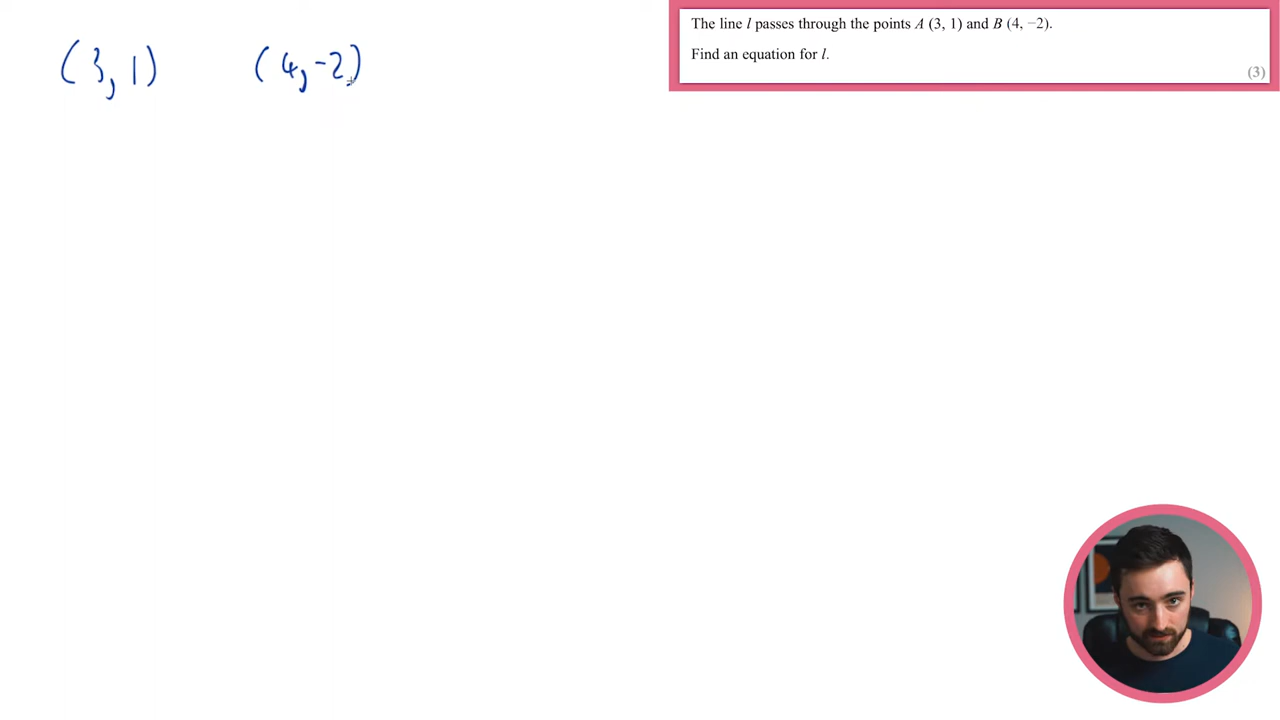 (3, 1) (4, -2)
The line l passes through the points A (3, 1) and B (4, −2).
Find an equation for l.
(3)